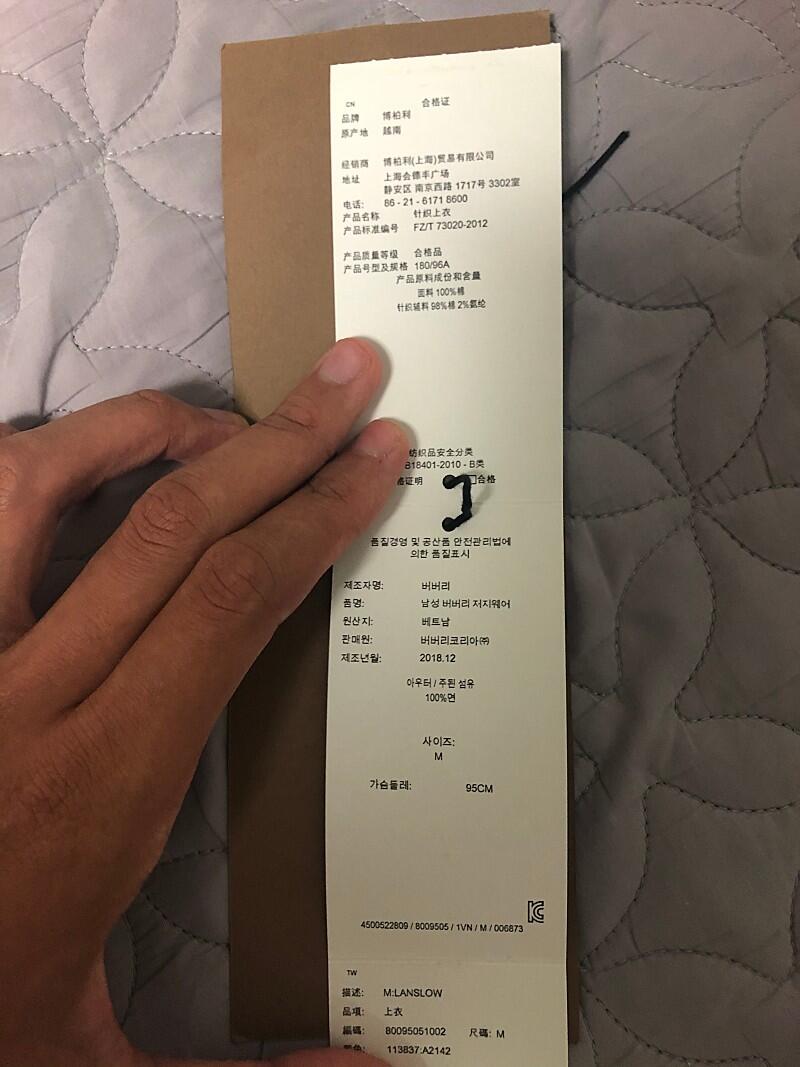 CN
合格证
品牌 博柏利
原产地 越南
经销商 博柏利(上海)贸易有限公司
地址 上海会德丰广场
静安区 南京西路 1717号 3302室
电话: 86 - 21 - 6171 8600
产品名称 针织上衣
产品标准编号 FZ/T 73020-2012
产品质量等级 合格品
产品号型及规格 180/96A
产品原料成份和含量
面料 100%棉
针织辅料 98%棉 2%氨纶
纺织品安全分类
B18401-2010 - B类
格证明 合格
품질경영 및 공산품 안전관리법에
의한 품질표시
제조자명: 버버리
품명: 남성 버버리 저지웨어
원산지: 베트남
판매원: 버버리코리아㈜
제조년월: 2018.12
아우터 / 주된 섬유
100%면
사이즈:
M
가슴둘레: 95CM
4500522809 / 8009505 / 1VN / M / 006873
TW
描述: M:LANSLOW
品項: 上衣
編碼: 80095051002 尺碼: M
113837:A2142